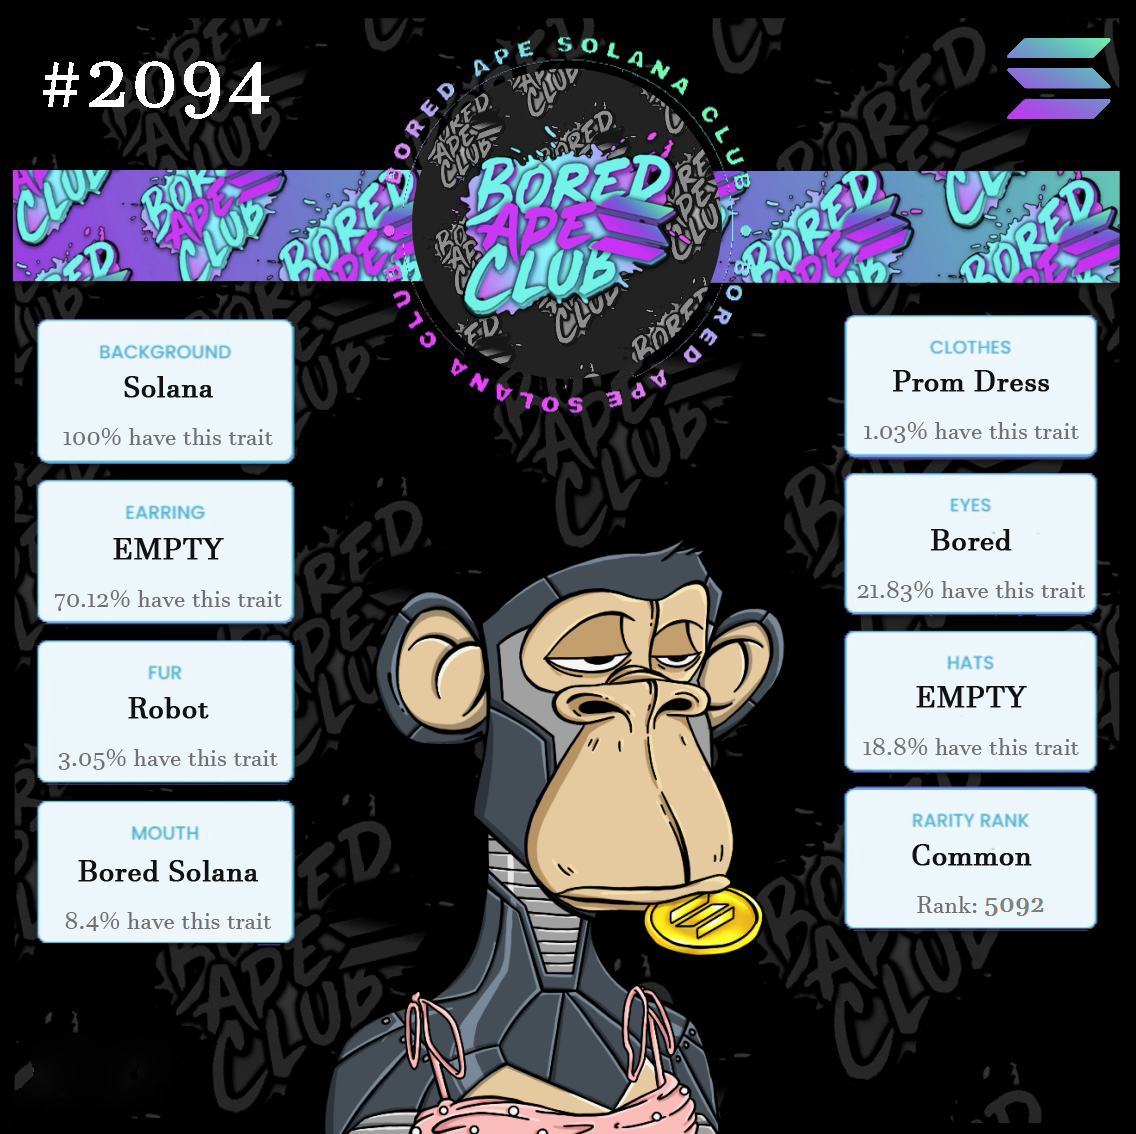 #2094
BORED APE SOLANA CLUB
BORED
APE
CLUB
BORED APE SOLANA CLUB
BACKGROUND
Solana
100% have this trait
EARRING
EMPTY
70.12% have this trait
FUR
Robot
3.05% have this trait
MOUTH
Bored Solana
8.4% have this trait
CLOTHES
Prom Dress
1.03% have this trait
EYES
Bored
21.83% have this trait
HATS
EMPTY
18.8% have this trait
RARITY RANK
Common
Rank: 5092